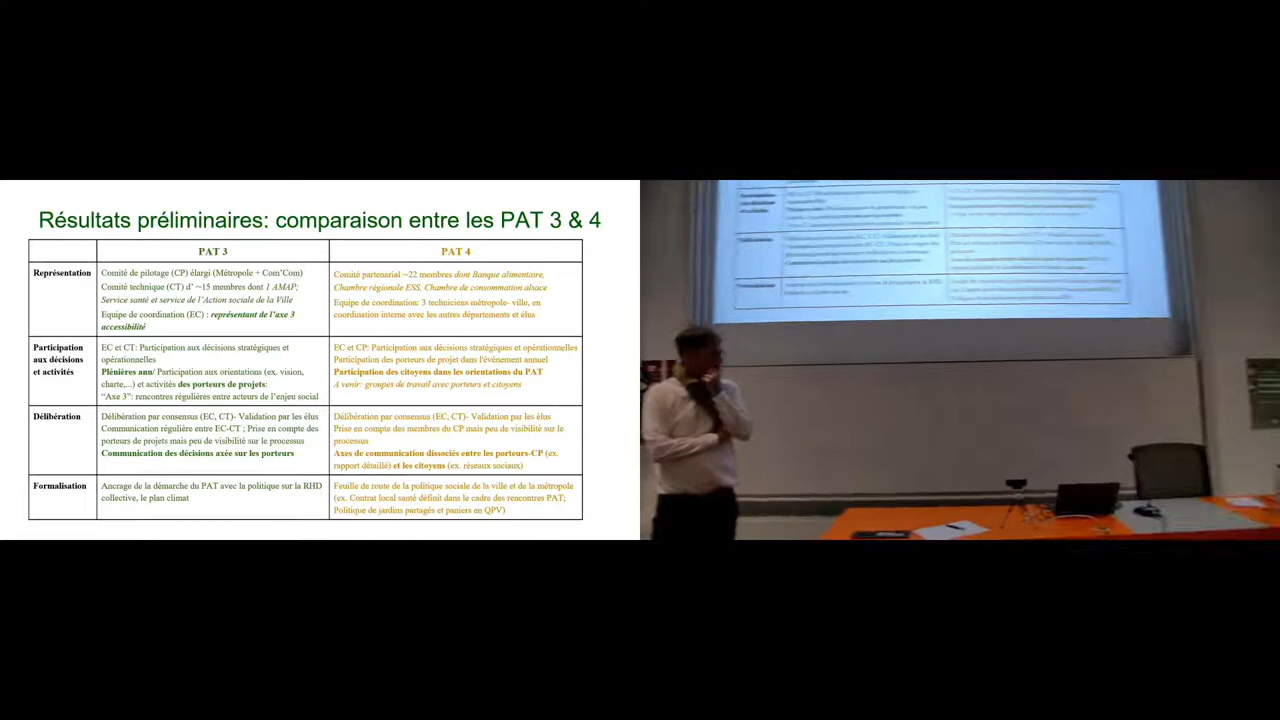 Résultats préliminaires: comparaison entre les PAT 3 & 4
PAT 3
PAT 4
Représentation
Comité de pilotage (CP) élargi (Métropole + Com'Com)
Comité technique (CT) d' ~15 membres dont 1 AMAP;
Service santé et service de l'Action sociale de la Ville
Equipe de coordination (EC) : représentant de l'axe 3
accessibilité
Comité partenarial ~22 membres dont Banque alimentaire,
Chambre régionale ESS, Chambre de consommation alsace
Equipe de coordination: 3 techniciens métropole- ville, en
coordination interne avec les autres départements et élus
Participation
aux décisions
et activités
EC et CT: Participation aux décisions stratégiques et
opérationnelles
Plénières ann/ Participation aux orientations (ex. vision,
charte,...) et activités des porteurs de projets:
"Axe 3": rencontres régulières entre acteurs de l'enjeu social
EC et CP: Participation aux décisions stratégiques et opérationnelles
Participation des porteurs de projet dans l'évènement annuel
Participation des citoyens dans les orientations du PAT
A venir: groupes de travail avec porteurs et citoyens
Délibération
Délibération par consensus (EC, CT)- Validation par les élus
Communication régulière entre EC-CT ; Prise en compte des
porteurs de projets mais peu de visibilité sur le processus
Communication des décisions axée sur les porteurs
Délibération par consensus (EC, CT)- Validation par les élus
Prise en compte des membres du CP mais peu de visibilité sur le
processus
Axes de communication dissociés entre les porteurs-CP (ex.
rapport détaillé) et les citoyens (ex. réseaux sociaux)
Formalisation
Ancrage de la démarche du PAT avec la politique sur la RHD
collective, le plan climat
Feuille de route de la politique sociale de la ville et de la métropole
(ex. Contrat local santé définit dans le cadre des rencontres PAT;
Politique de jardins partagés et paniers en QPV)